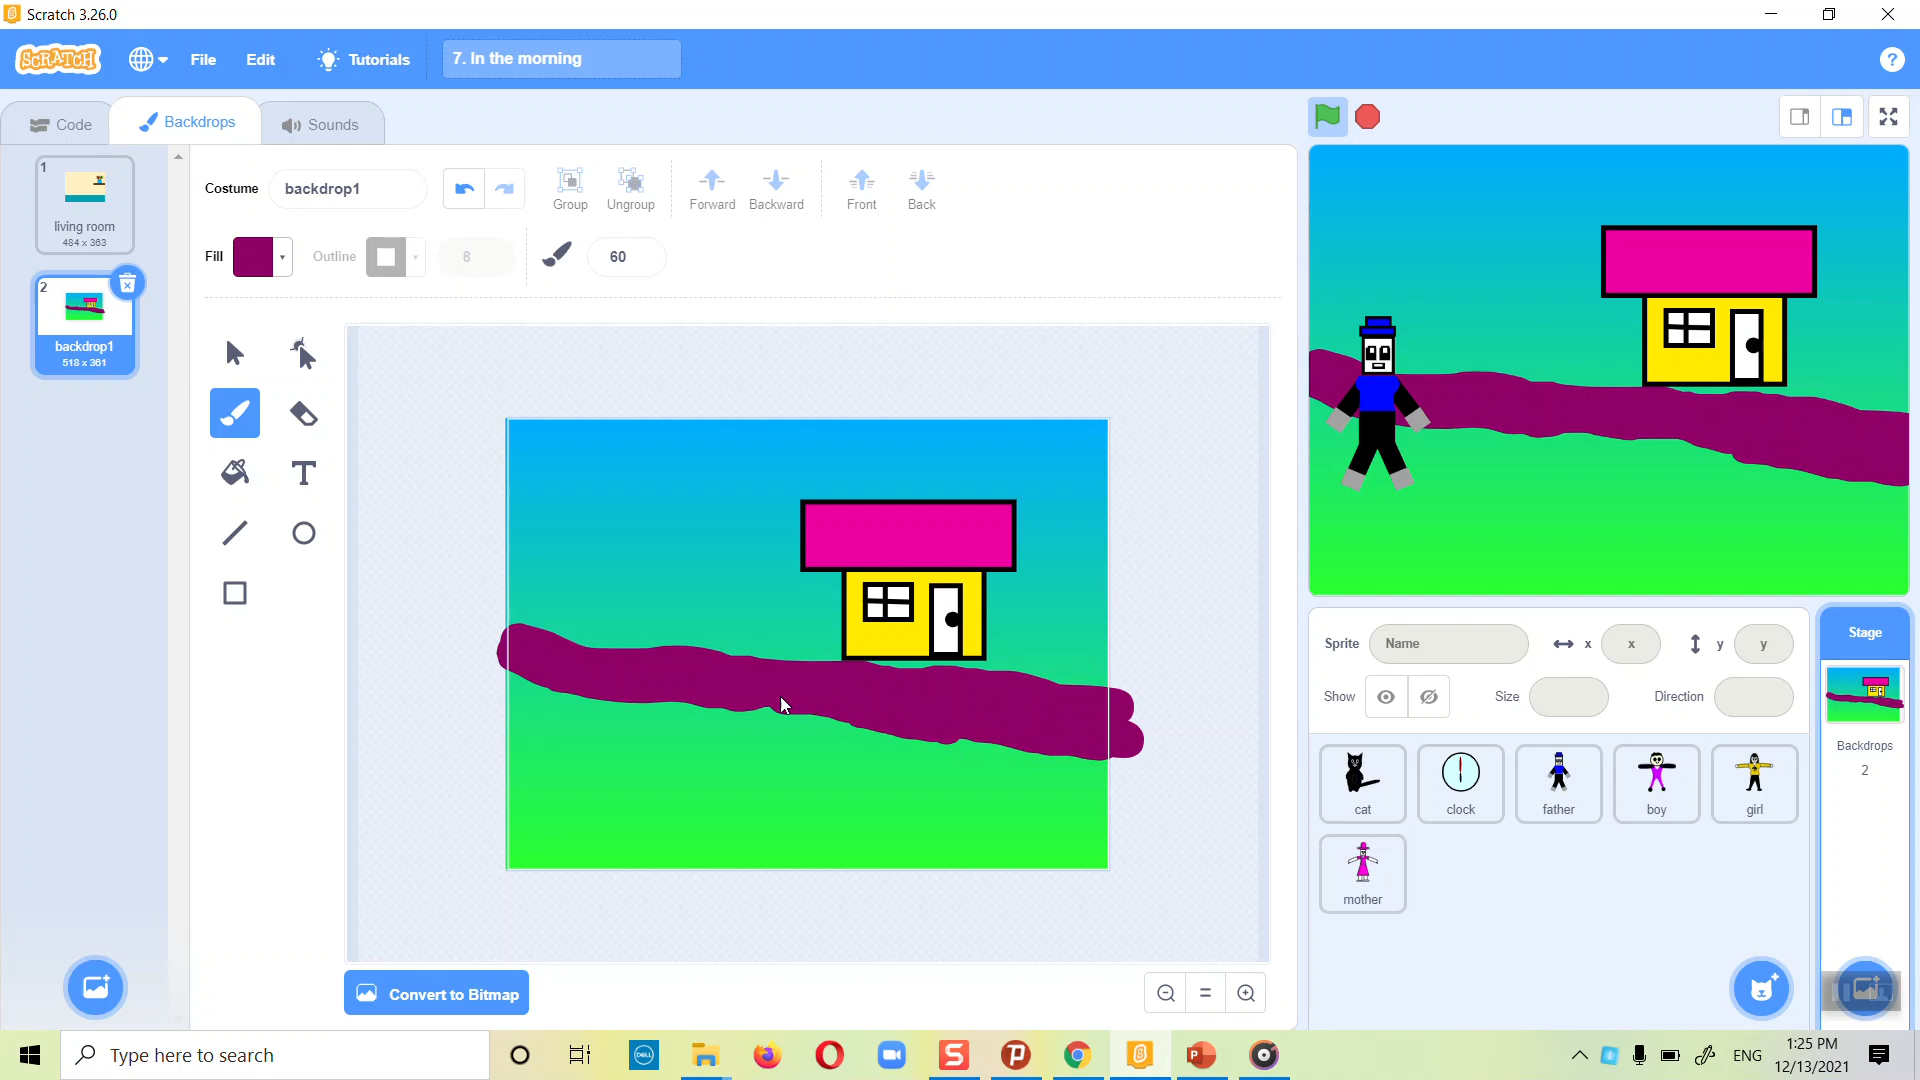 Scratch 3.26.0
SCRATCH File Edit Tutorials 7. In the morning ?
Code Backdrops Sounds
1
living room
484 x 363
2
backdrop1
518 x 361
Costume backdrop1
Group Ungroup Forward Backward Front Back
Fill Outline 8 60
T
Convert to Bitmap
Sprite Name x x y y
Show Size Direction
cat clock father boy girl
mother
Stage
Backdrops
2
Type here to search
DELL
ENG
1:25 PM
12/13/2021